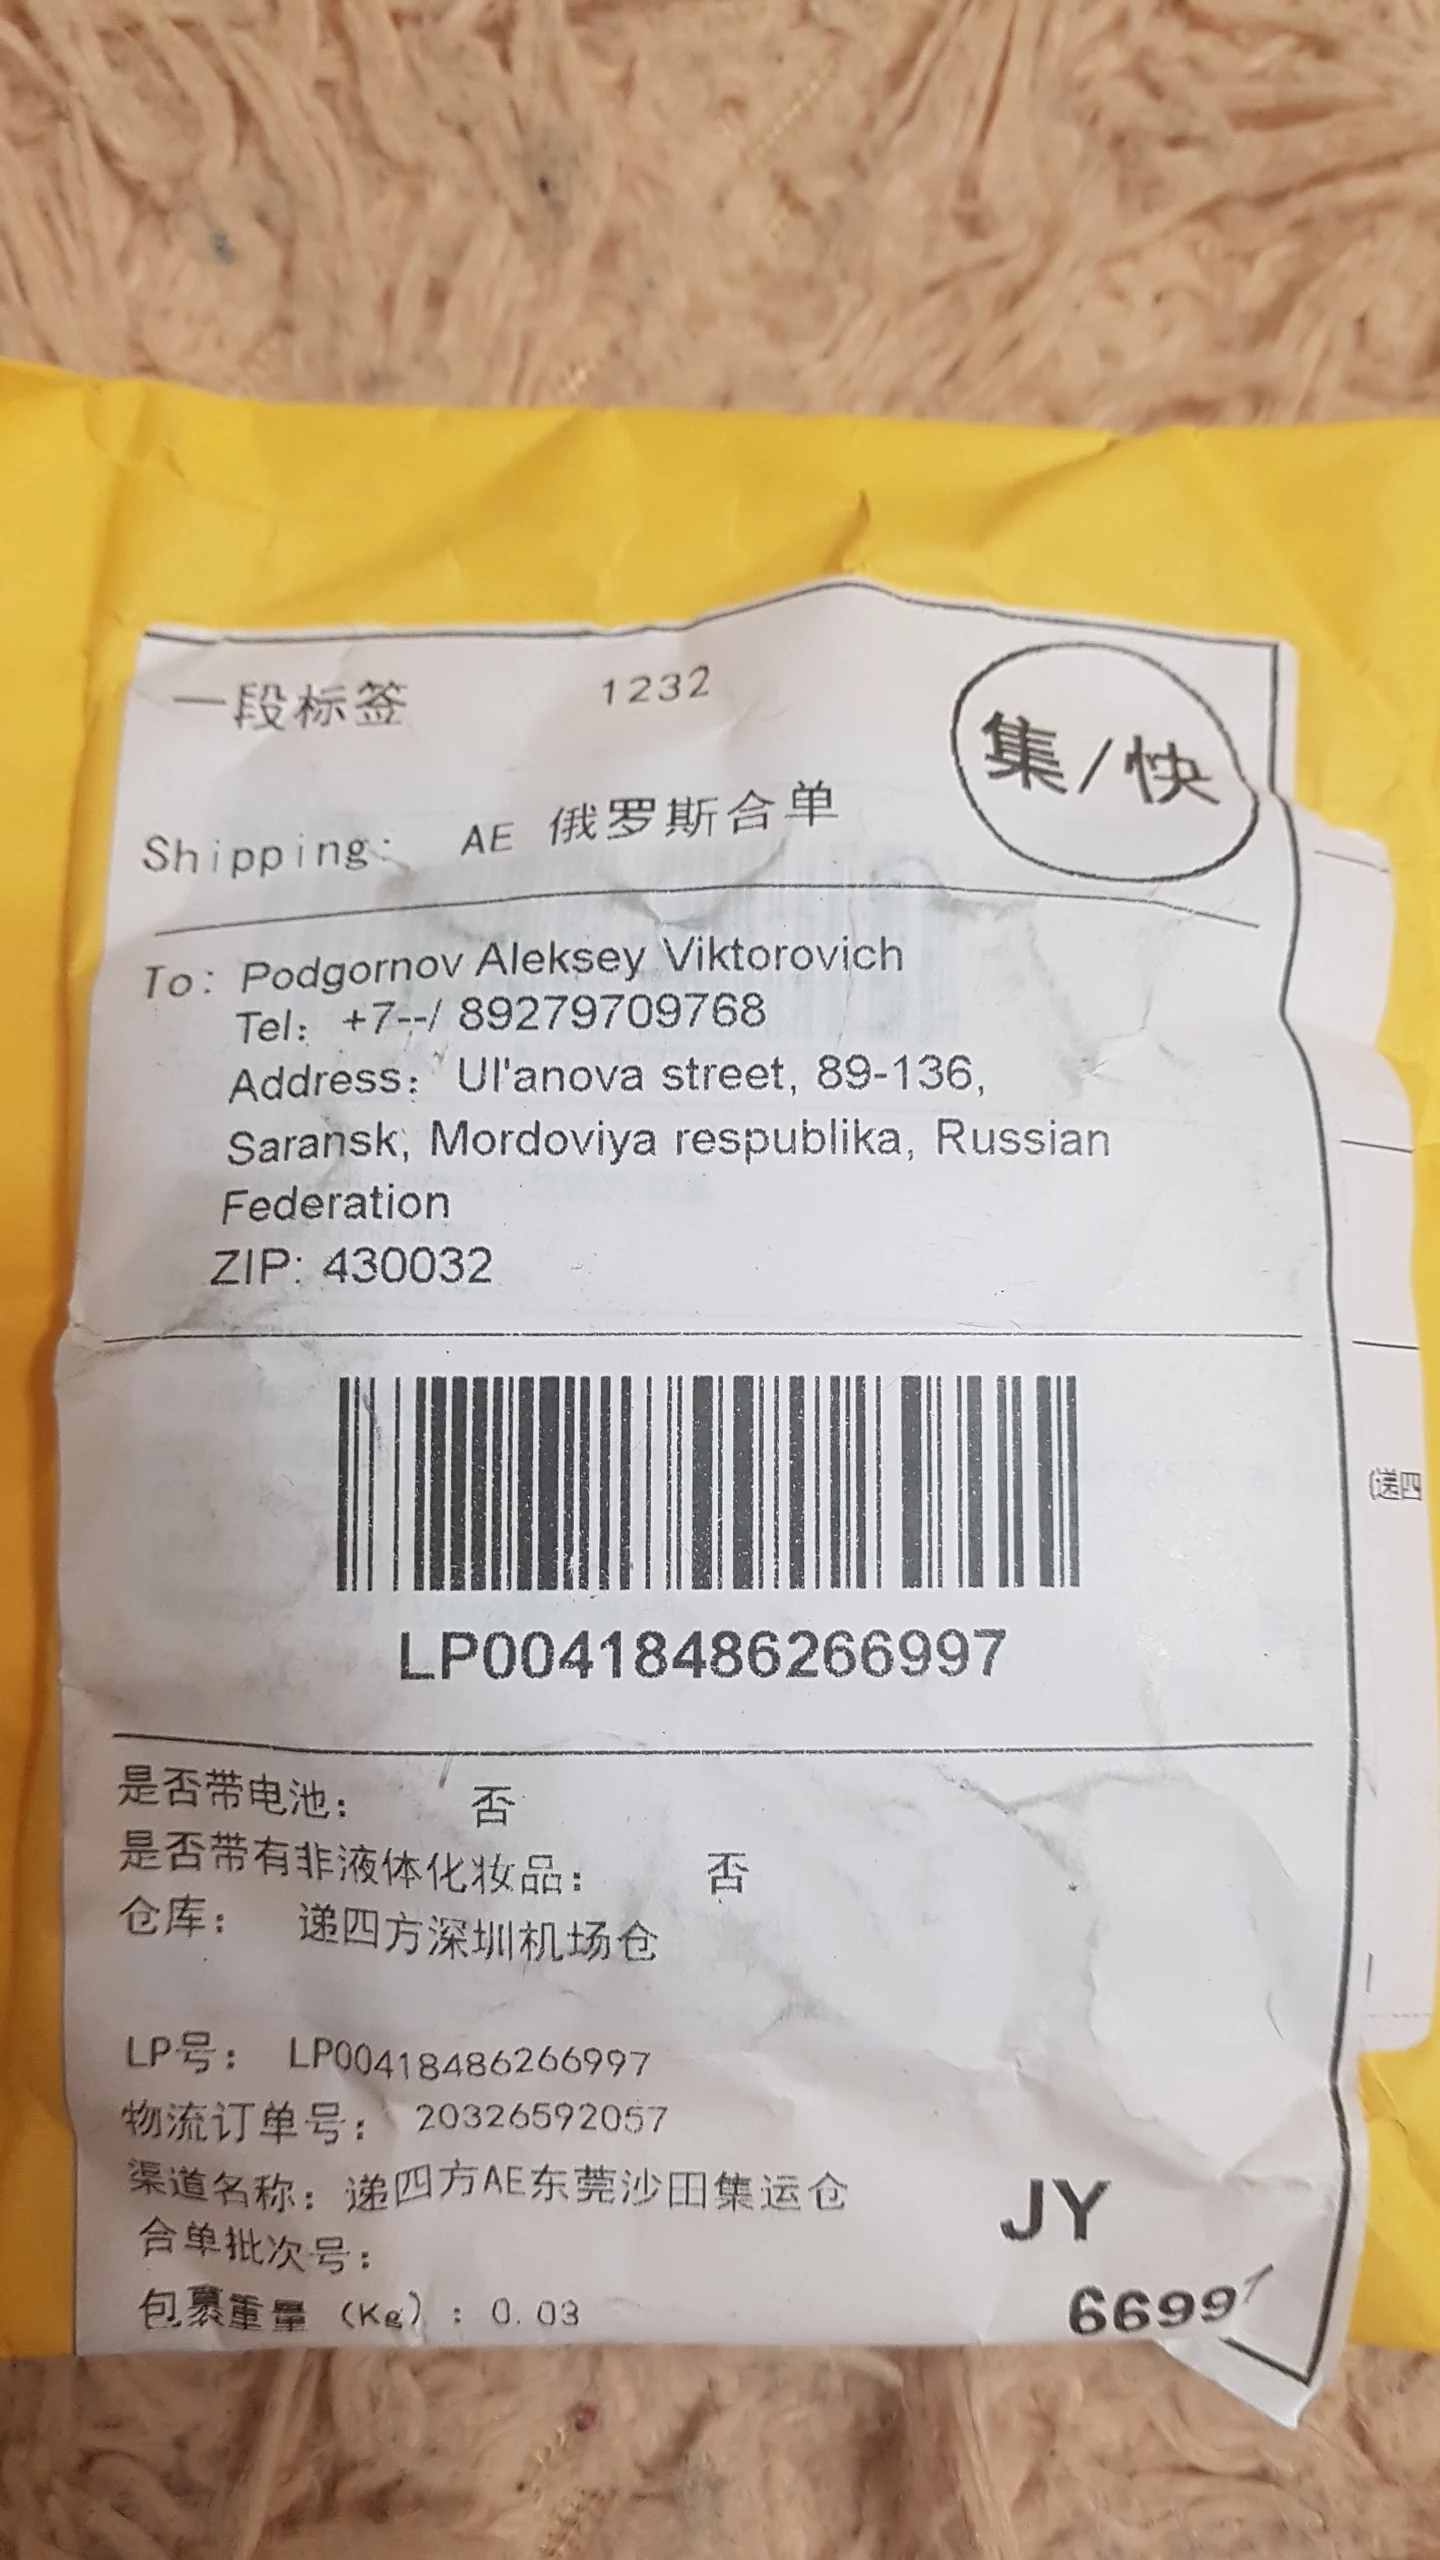 一段标签 1232
集/快
Shipping: AE 俄罗斯合单
To: Podgornov Aleksey Viktorovich
Tel: +7--/ 89279709768
Address: Ul'anova street, 89-136,
Saransk, Mordoviya respublika, Russian
Federation
ZIP: 430032
LP00418486266997
(递四
是否带电池: 否
是否带有非液体化妆品: 否
仓库: 递四方深圳机场仓
LP号: LP00418486266997
物流订单号: 20326592057
渠道名称: 递四方AE东莞沙田集运仓
合单批次号:
JY
包裹重量 (Kg) : 0.03
66997